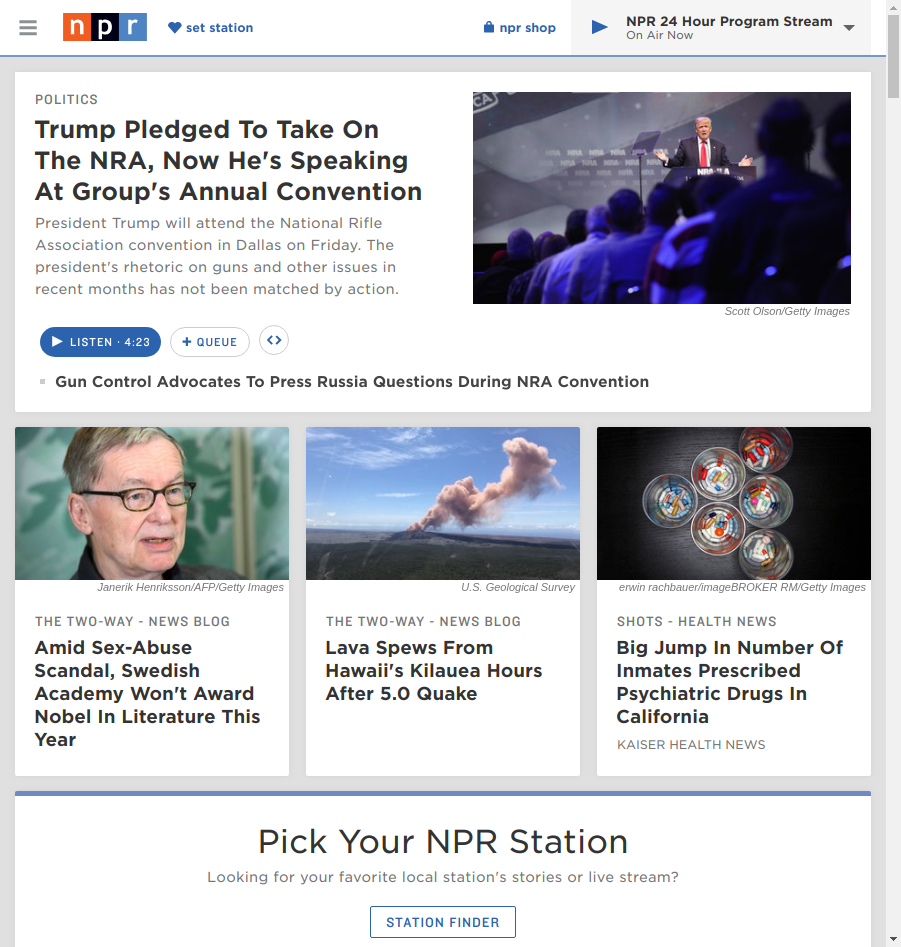 npr
set station
npr shop
NPR 24 Hour Program Stream
On Air Now
POLITICS
Trump Pledged To Take On
The NRA, Now He's Speaking
At Group's Annual Convention
President Trump will attend the National Rifle
Association convention in Dallas on Friday. The
president's rhetoric on guns and other issues in
recent months has not been matched by action.
NRA-ILA
Scott Olson/Getty Images
LISTEN · 4:23
QUEUE
Gun Control Advocates To Press Russia Questions During NRA Convention
Janerik Henriksson/AFP/Getty Images
THE TWO-WAY - NEWS BLOG
Amid Sex-Abuse
Scandal, Swedish
Academy Won't Award
Nobel In Literature This
Year
U.S. Geological Survey
THE TWO-WAY - NEWS BLOG
Lava Spews From
Hawaii's Kilauea Hours
After 5.0 Quake
erwin rachbauer/imageBROKER RM/Getty Images
SHOTS - HEALTH NEWS
Big Jump In Number Of
Inmates Prescribed
Psychiatric Drugs In
California
KAISER HEALTH NEWS
Pick Your NPR Station
Looking for your favorite local station's stories or live stream?
STATION FINDER